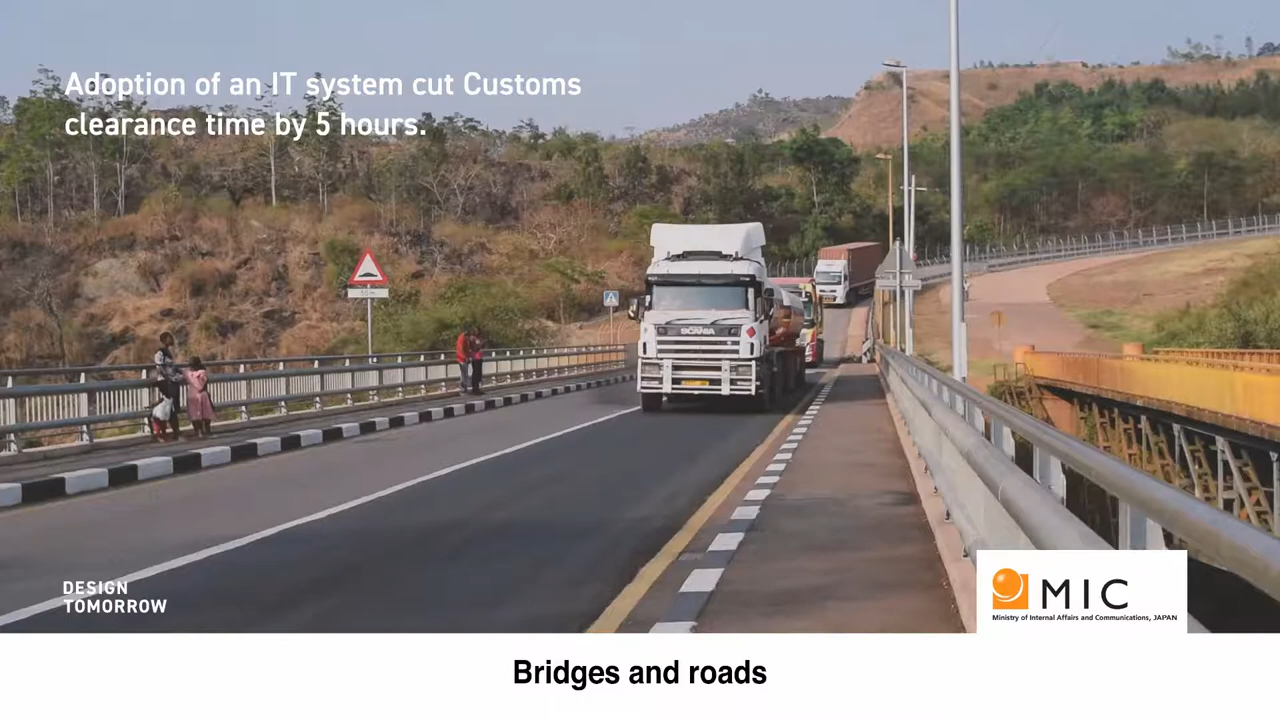 Adoption of an IT system cut Customs
clearance time by 5 hours.
SCANIA
DESIGN
TOMORROW
MIC
Ministry of Internal Affairs and Communications, JAPAN
Bridges and roads